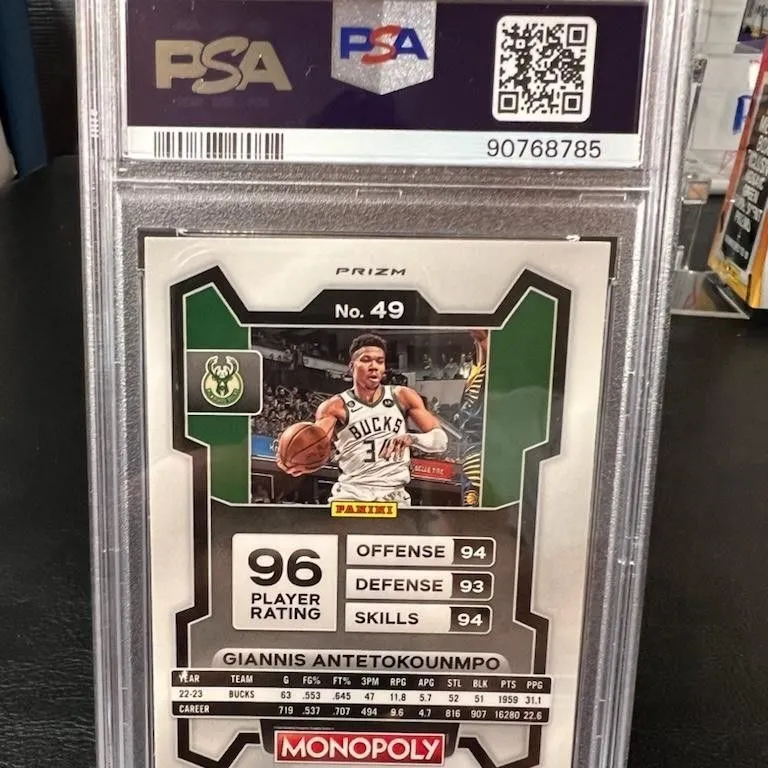 PSA PSA
90768785
PRIZM
No. 49
BUCKS
34
PANINI
96
PLAYER
RATING
OFFENSE 94
DEFENSE 93
SKILLS 94
GIANNIS ANTETOKOUNMPO
YEAR TEAM G FG% FT% 3PM RPG APG STL BLK PTS PPG
22-23 BUCKS 63 .553 .645 47 11.8 5.7 52 51 1959 31.1
CAREER 719 .537 .707 494 9.6 4.7 816 907 16280 22.6
MONOPOLY